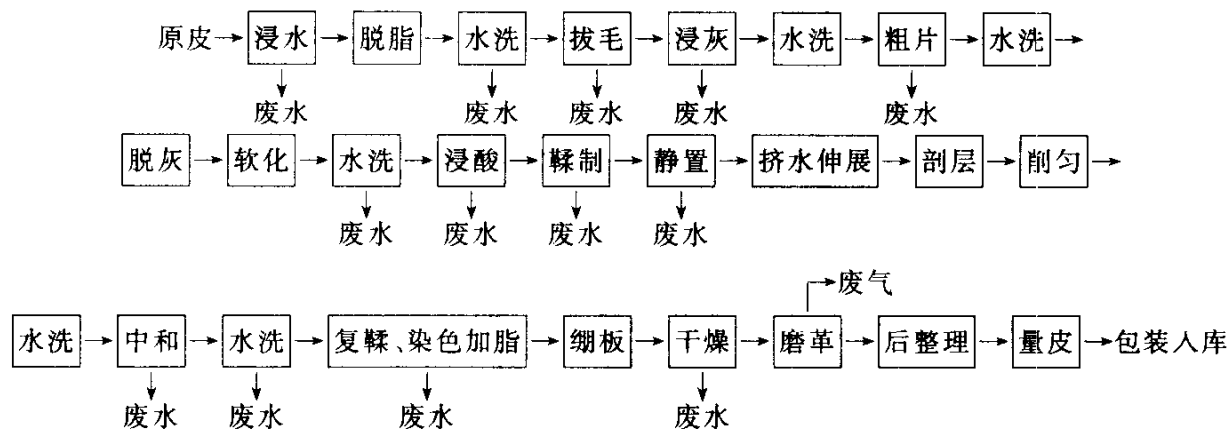 原皮 浸水 脱脂 水洗 拔毛 浸灰 水洗 粗片 水洗
废水 废水 废水 废水 废水
脱灰 软化 水洗 浸酸 鞣制 静置 挤水伸展 剖层 削匀
废水 废水 废水 废水
废气
水洗 中和 水洗 复鞣、染色加脂 绷板 干燥 磨革 后整理 量皮 包装入库
废水 废水 废水 废水